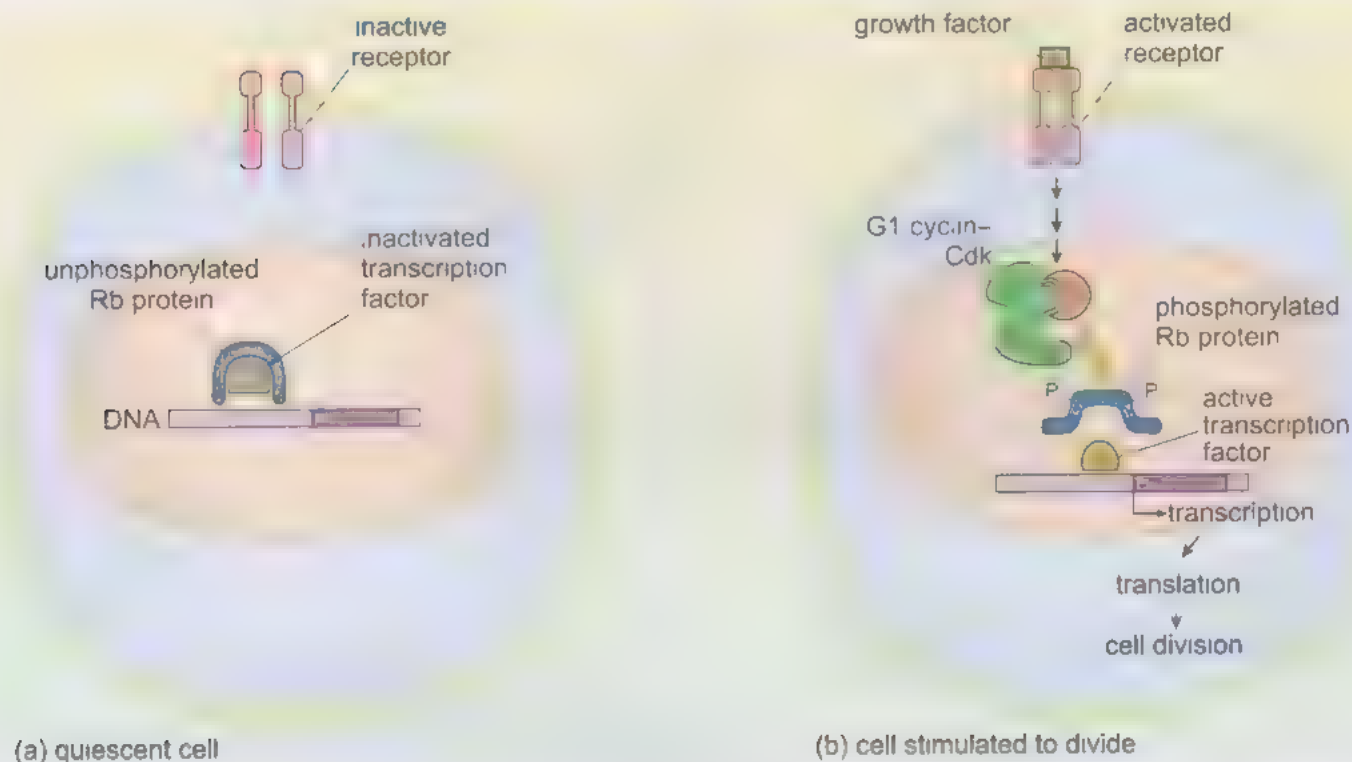 inactive
receptor
unphosphorylated
Rb protein
inactivated
transcription
factor
DNA
(a) quiescent cell
growth factor
activated
receptor
G1 cyclin–
Cdk
phosphorylated
Rb protein
P
P
active
transcription
factor
transcription
translation
cell division
(b) cell stimulated to divide